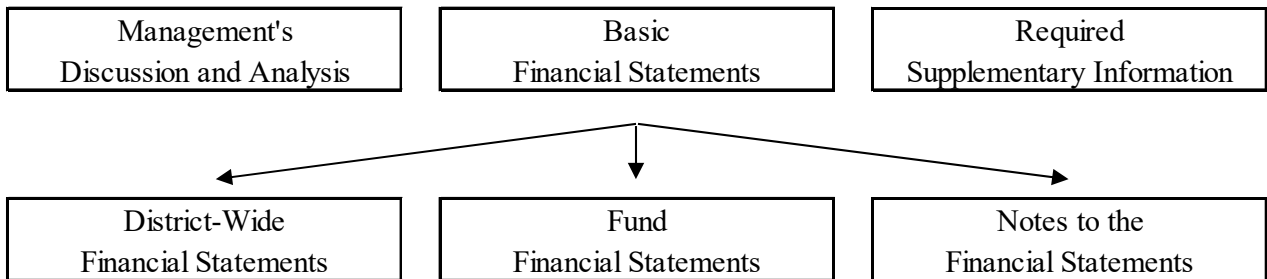 Management's
Discussion and Analysis
Basic
Financial Statements
Required
Supplementary Information
District-Wide
Financial Statements
Fund
Financial Statements
Notes to the
Financial Statements